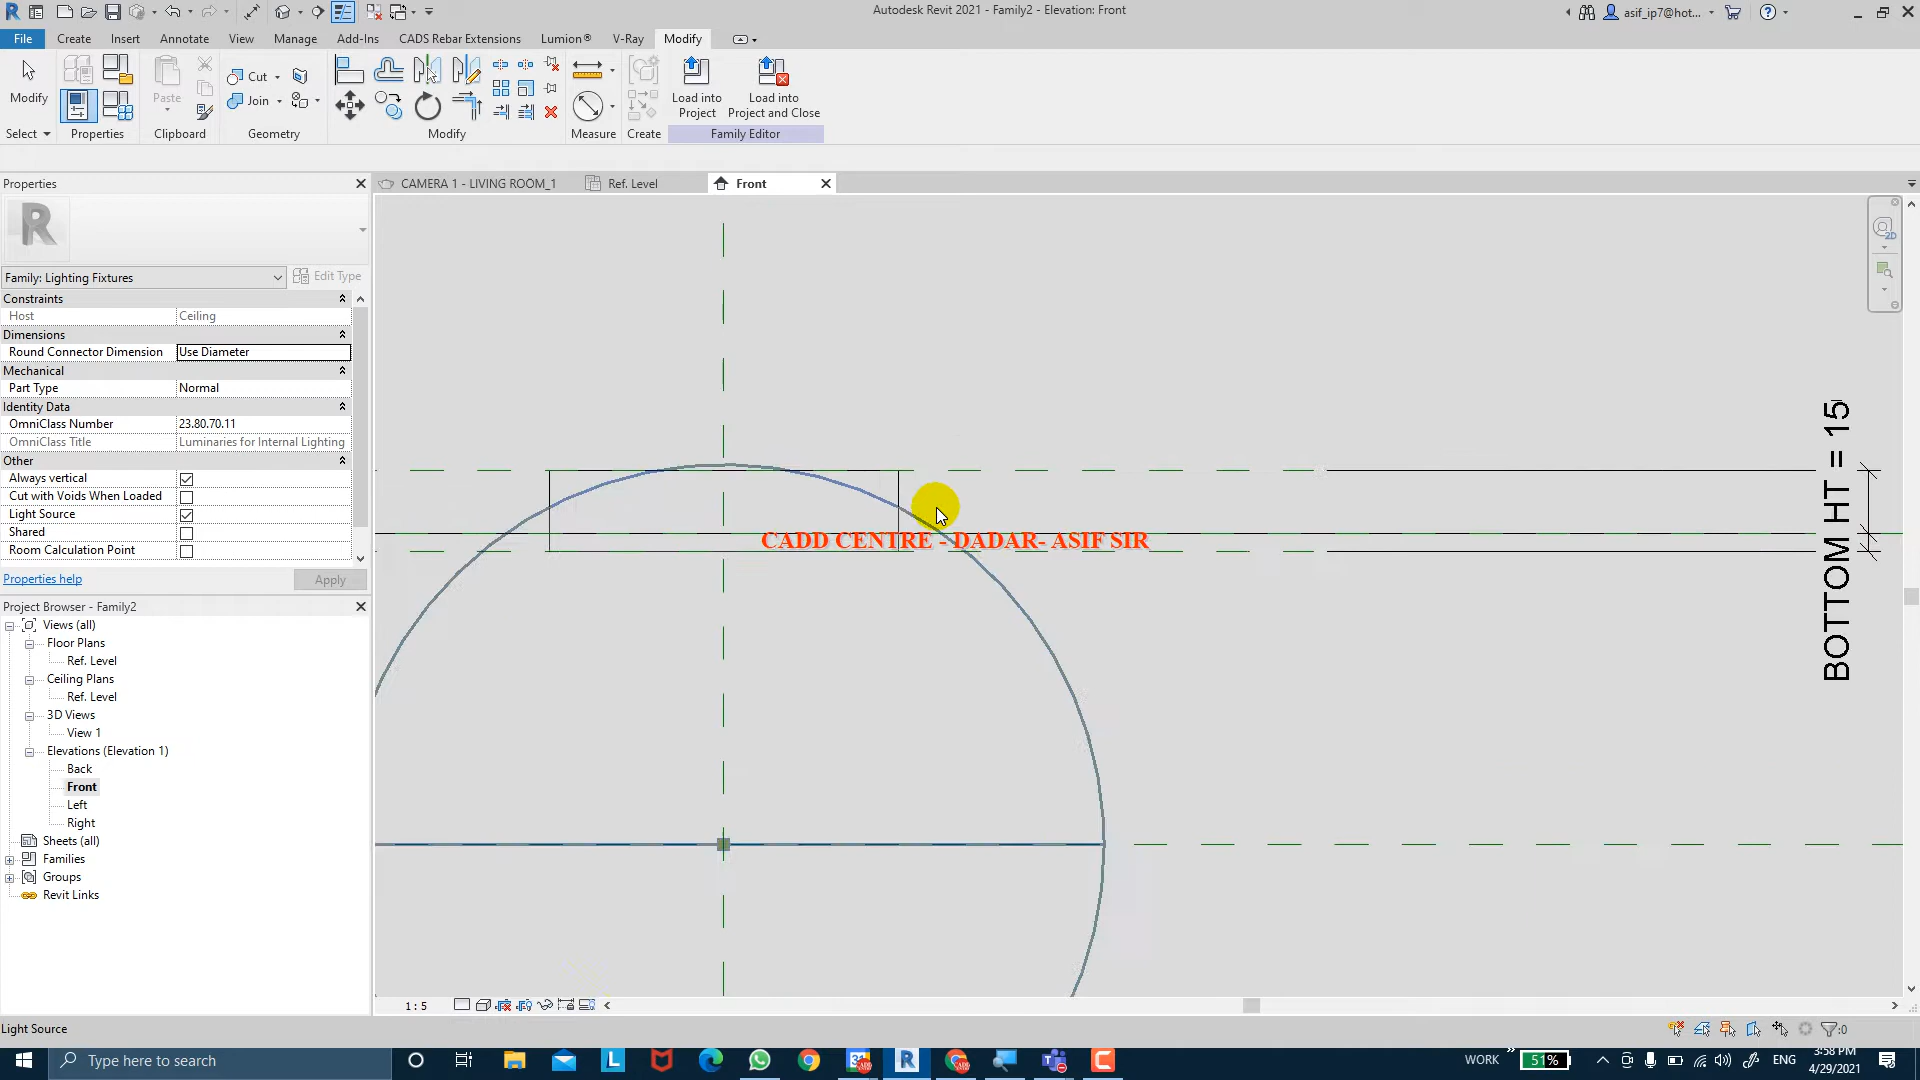 Autodesk Revit 2021 - Family2 - Elevation: Front
asif_ip7@hot...
File Create Insert Annotate View Manage Add-Ins CADS Rebar Extensions Lumion® V-Ray Modify
Modify
Paste
Cut
Join
Load into Project
Load into Project and Close
Select Properties Clipboard Geometry Modify Measure Create Family Editor
Properties
CAMERA 1 - LIVING ROOM_1
Ref. Level
Front
R
Family: Lighting Fixtures
Edit Type
Constraints
Host Ceiling
Dimensions
Round Connector Dimension Use Diameter
Mechanical
Part Type Normal
Identity Data
OmniClass Number 23.80.70.11
OmniClass Title Luminaries for Internal Lighting
Other
Always vertical
Cut with Voids When Loaded
Light Source
Shared
Room Calculation Point
Properties help
Apply
Project Browser - Family2
Views (all)
Floor Plans
Ref. Level
Ceiling Plans
Ref. Level
3D Views
View 1
Elevations (Elevation 1)
Back
Front
Left
Right
Sheets (all)
Families
Groups
Revit Links
2D
BOTTOM HT = 15
CADD CENTRE - DADAR- ASIF SIR
1 : 5
Light Source
:0
Type here to search
WORK
51%
ENG
3:58 PM
4/29/2021